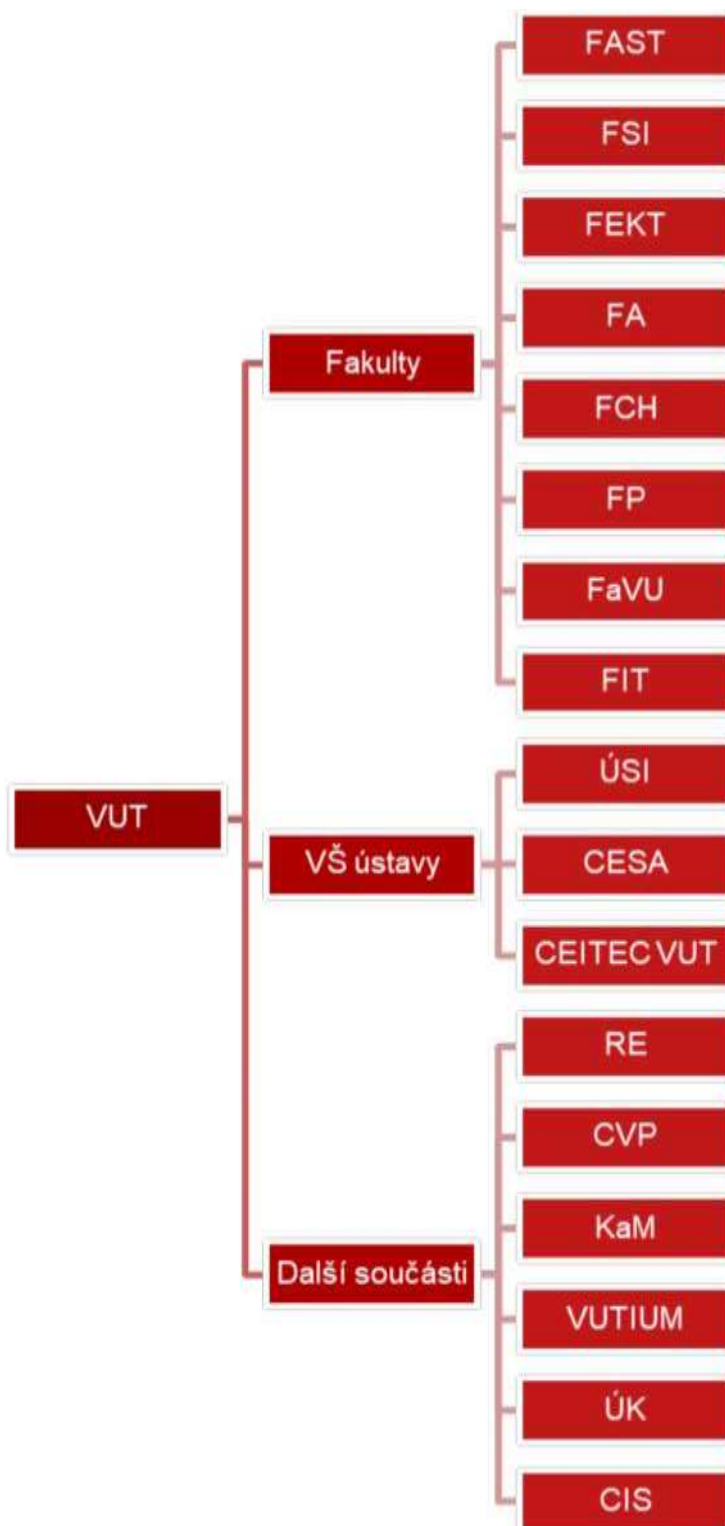 VUT
Fakulty
FAST
FSI
FEKT
FA
FCH
FP
FaVU
FIT
VŠ ústavy
ÚSI
CESA
CEITEC VUT
Další součásti
RE
CVP
KaM
VUTIUM
ÚK
CIS